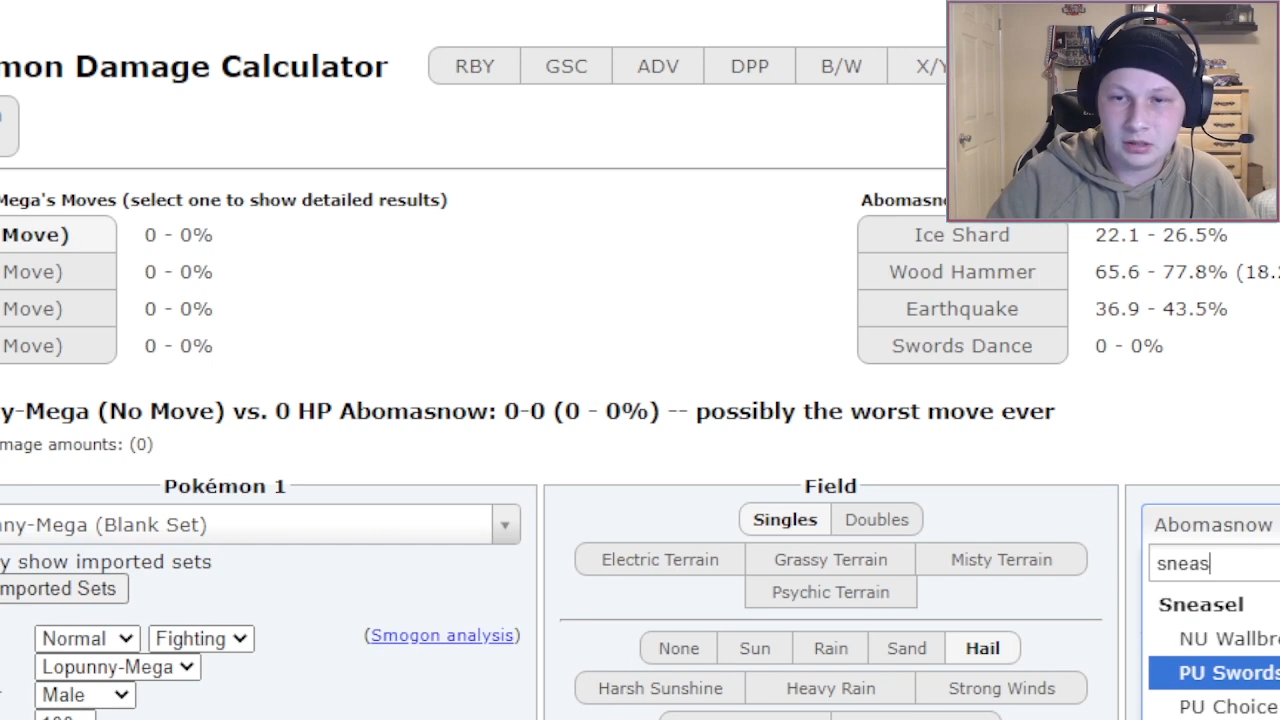 mon Damage Calculator
RBY GSC ADV DPP B/W X/Y
Mega's Moves (select one to show detailed results)
Move) 0 - 0%
Move) 0 - 0%
Move) 0 - 0%
Move) 0 - 0%
Abomasno
Ice Shard 22.1 - 26.5%
Wood Hammer 65.6 - 77.8% (18.2
Earthquake 36.9 - 43.5%
Swords Dance 0 - 0%
y-Mega (No Move) vs. 0 HP Abomasnow: 0-0 (0 - 0%) -- possibly the worst move ever
mage amounts: (0)
Pokémon 1
nny-Mega (Blank Set)
y show imported sets
mported Sets
Normal Fighting (Smogon analysis)
Lopunny-Mega
Male
100
Field
Singles Doubles
Electric Terrain Grassy Terrain Misty Terrain
Psychic Terrain
None Sun Rain Sand Hail
Harsh Sunshine Heavy Rain Strong Winds
Abomasnow
sneas
Sneasel
NU Wallbre
PU Swords
PU Choice